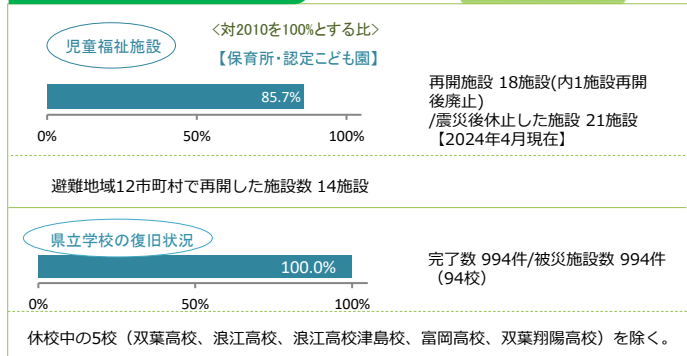 児童福祉施設
<対2010を100%とする比>
【保育所・認定こども園】
85.7%
0% 50% 100%
再開施設 18施設(内1施設再開
後廃止)
/震災後休止した施設 21施設
【2024年4月現在】
避難地域12市町村で再開した施設数 14施設
県立学校の復旧状況
100.0%
0% 50% 100%
完了数 994件/被災施設数 994件
（94校）
休校中の5校（双葉高校、浪江高校、浪江高校津島校、富岡高校、双葉翔陽高校）を除く。